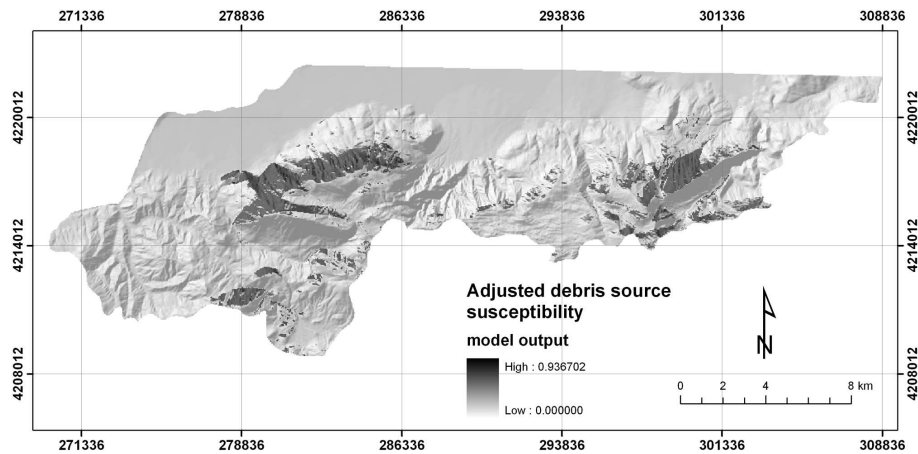 271336 278836 286336 293836 301336 308836
4220012 4220012
4214012 4214012
Adjusted debris source
susceptibility
model output
High : 0.936702
Low : 0.000000
N
0 2 4 8 km
4208012 4208012
271336 278836 286336 293836 301336 308836